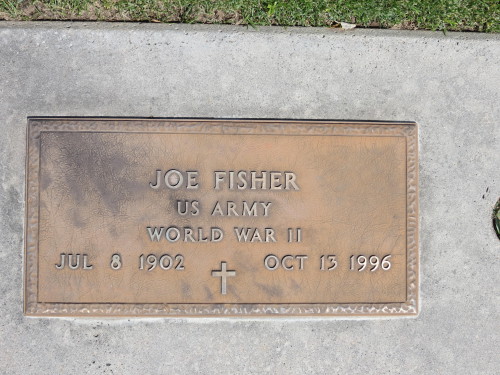 JOE FISHER
US ARMY
WORLD WAR II
JUL 8 1902 OCT 13 1996